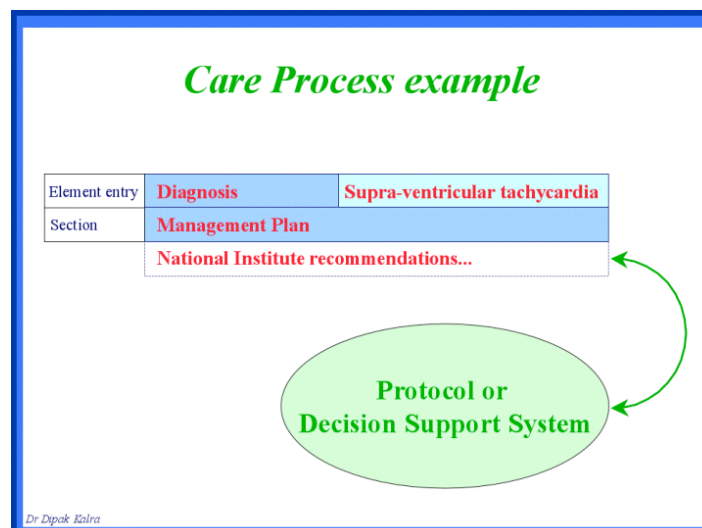 Care Process example
Element entry Diagnosis Supra-ventricular tachycardia
Section Management Plan
National Institute recommendations...
Protocol or
Decision Support System
Dr Dipak Kalra